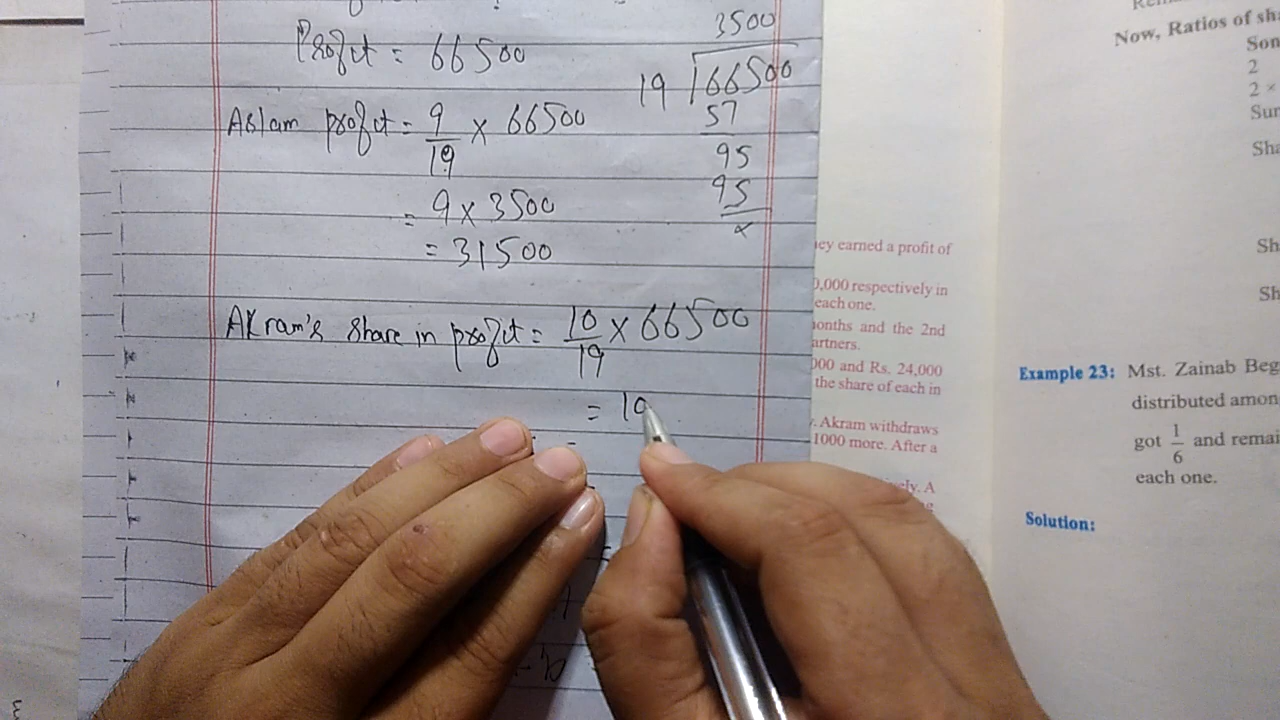 Profit = 66500
3500
19 66500
57
95
95
x
Aslam profit = 9/19 x 66500
= 9 x 3500
= 31500
Akram's share in profit = 10/19 x 66500
= 10
ey earned a profit of
0,000 respectively in
each one.
onths and the 2nd
artners.
000 and Rs. 24,000
the share of each in
. Akram withdraws
1000 more. After a
ely. A
Now, Ratios of sha
Son
2
2 ×
Sum
Sha
Sh
Sh
Example 23: Mst. Zainab Beg
distributed amon
got 1/6 and remai
each one.
Solution: